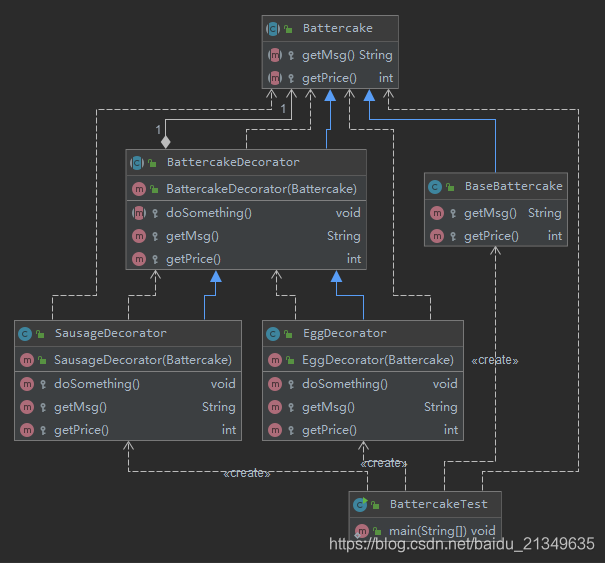 Battercake
getMsg() String
getPrice() int
1
1
BattercakeDecorator
BattercakeDecorator(Battercake)
doSomething() void
getMsg() String
getPrice() int
BaseBattercake
getMsg() String
getPrice() int
SausageDecorator
SausageDecorator(Battercake)
doSomething() void
getMsg() String
getPrice() int
EggDecorator
EggDecorator(Battercake)
doSomething() void
getMsg() String
getPrice() int
«create»
«create»
«create»
BattercakeTest
main(String[]) void
https://blog.csdn.net/baidu_21349635